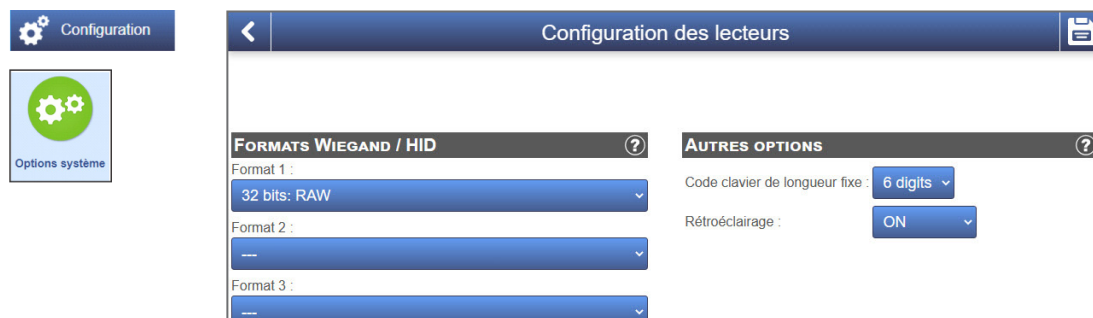 Configuration
Options système
Configuration des lecteurs
FORMATS WIEGAND / HID ?
Format 1 :
32 bits: RAW
Format 2 :
---
Format 3 :
---
AUTRES OPTIONS ?
Code clavier de longueur fixe : 6 digits
Rétroéclairage : ON